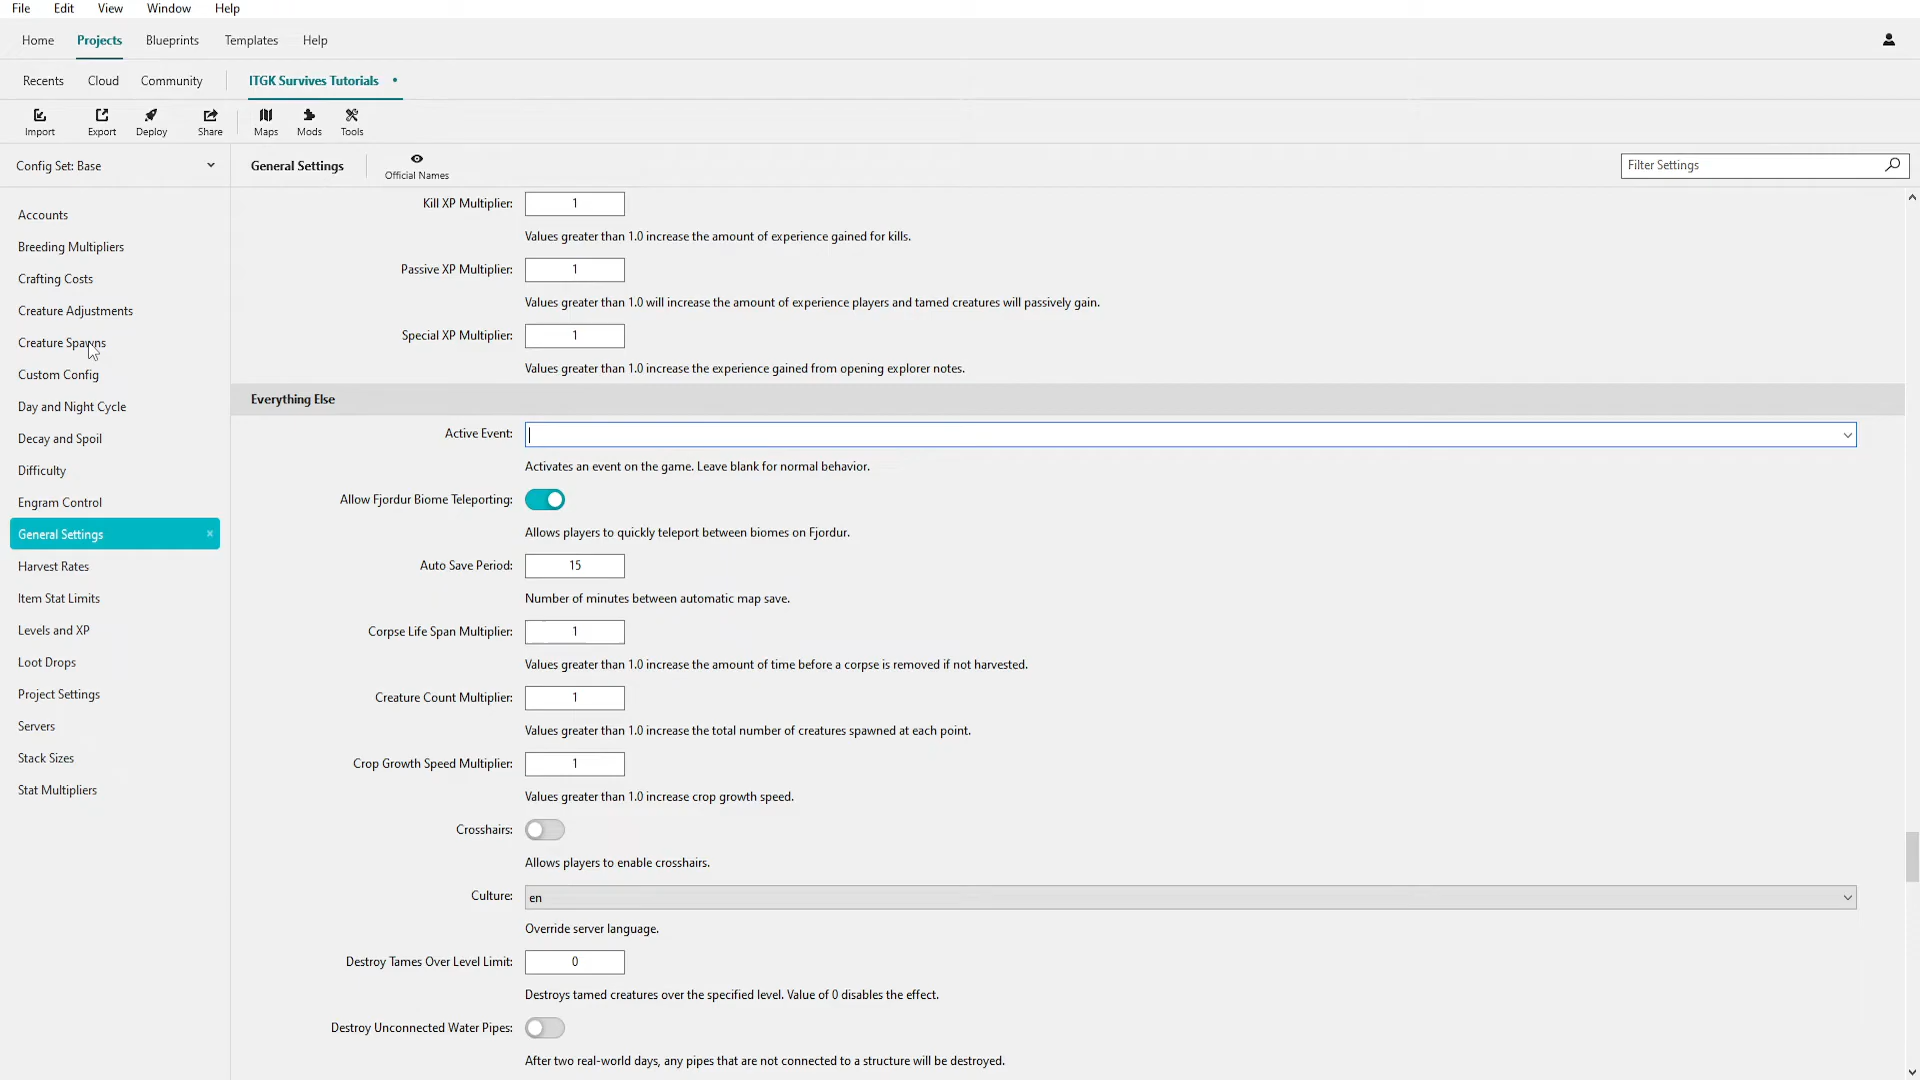 File Edit View Window Help
Home Projects Blueprints Templates Help
Recents Cloud Community ITGK Survives Tutorials •
Import Export Deploy Share Maps Mods Tools
Config Set: Base General Settings Official Names Filter Settings
Accounts
Breeding Multipliers
Crafting Costs
Creature Adjustments
Creature Spawns
Custom Config
Day and Night Cycle
Decay and Spoil
Difficulty
Engram Control
General Settings
Harvest Rates
Item Stat Limits
Levels and XP
Loot Drops
Project Settings
Servers
Stack Sizes
Stat Multipliers
Kill XP Multiplier: 1
Values greater than 1.0 increase the amount of experience gained for kills.
Passive XP Multiplier: 1
Values greater than 1.0 will increase the amount of experience players and tamed creatures will passively gain.
Special XP Multiplier: 1
Values greater than 1.0 increase the experience gained from opening explorer notes.
Everything Else
Active Event:
Activates an event on the game. Leave blank for normal behavior.
Allow Fjordur Biome Teleporting:
Allows players to quickly teleport between biomes on Fjordur.
Auto Save Period: 15
Number of minutes between automatic map save.
Corpse Life Span Multiplier: 1
Values greater than 1.0 increase the amount of time before a corpse is removed if not harvested.
Creature Count Multiplier: 1
Values greater than 1.0 increase the total number of creatures spawned at each point.
Crop Growth Speed Multiplier: 1
Values greater than 1.0 increase crop growth speed.
Crosshairs:
Allows players to enable crosshairs.
Culture: en
Override server language.
Destroy Tames Over Level Limit: 0
Destroys tamed creatures over the specified level. Value of 0 disables the effect.
Destroy Unconnected Water Pipes:
After two real-world days, any pipes that are not connected to a structure will be destroyed.